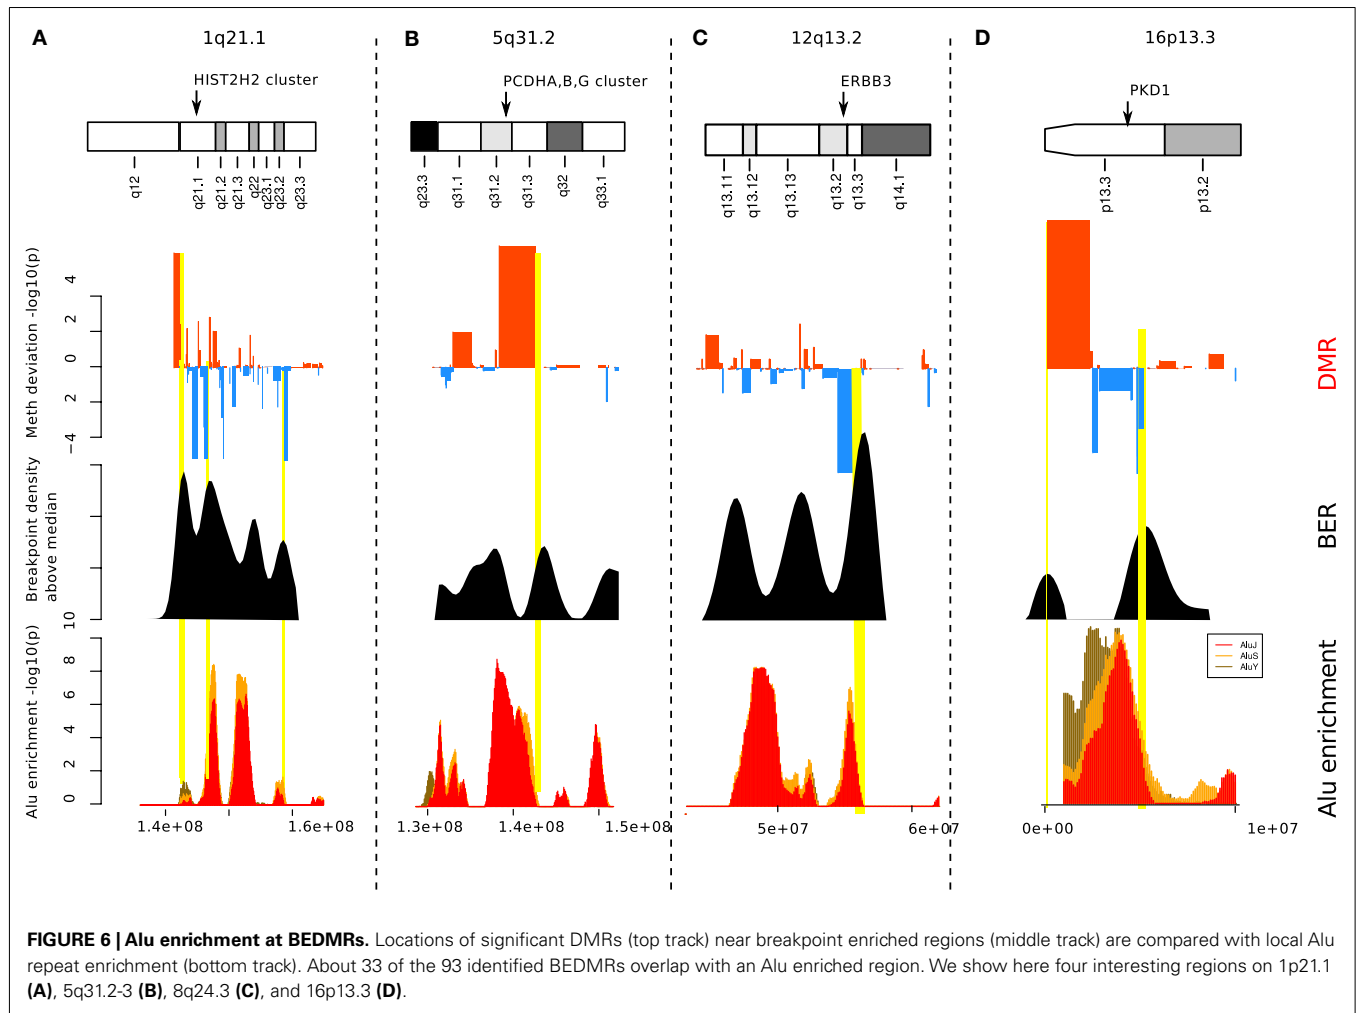 A
1q21.1
B
5q31.2
C
12q13.2
D
16p13.3
HIST2H2 cluster
PCDHA,B,G cluster
ERBB3
PKD1
q12
q21.1
q21.2
q21.3
q22
q23.1
q23.2
q23.3
q23.3
q31.1
q31.2
q31.3
q32
q33.1
q13.11
q13.12
q13.13
q13.2
q13.3
q14.1
p13.3
p13.2
Meth deviation -log10(p)
4
2
0
2
−4
DMR
Breakpoint density
above median
10
BER
Alu enrichment -log10(p)
8
6
4
2
0
AluJ
AluS
AluY
Alu enrichment
1.4e+08
1.6e+08
1.3e+08
1.4e+08
1.5e+08
5e+07
6e+07
0e+00
1e+07
FIGURE 6 | Alu enrichment at BEDMRs. Locations of significant DMRs (top track) near breakpoint enriched regions (middle track) are compared with local Alu
repeat enrichment (bottom track). About 33 of the 93 identified BEDMRs overlap with an Alu enriched region. We show here four interesting regions on 1p21.1
(A), 5q31.2-3 (B), 8q24.3 (C), and 16p13.3 (D).